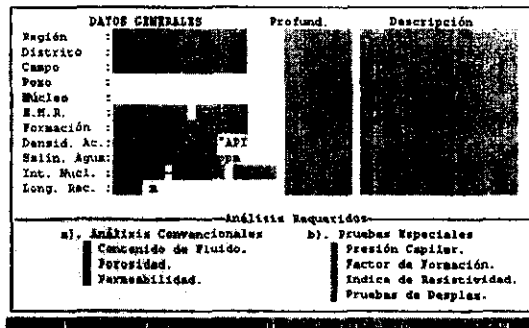 DATOS GENERALES Profund. Descripción
Región :
Distrito :
Campo :
Pozo
Núcleo
E.M.R. :
Formación :
Densid. Ac.: °API
Salin. Agua: ppm
Int. Nucl. :
Long. Rec. : m
Análisis Requeridos
a). Análisis Convencionales b). Pruebas Especiales
Contenido de Fluido. Presión Capilar.
Porosidad. Factor de Formación.
Permeabilidad. Indice de Resistividad.
Pruebas de Desplaz.